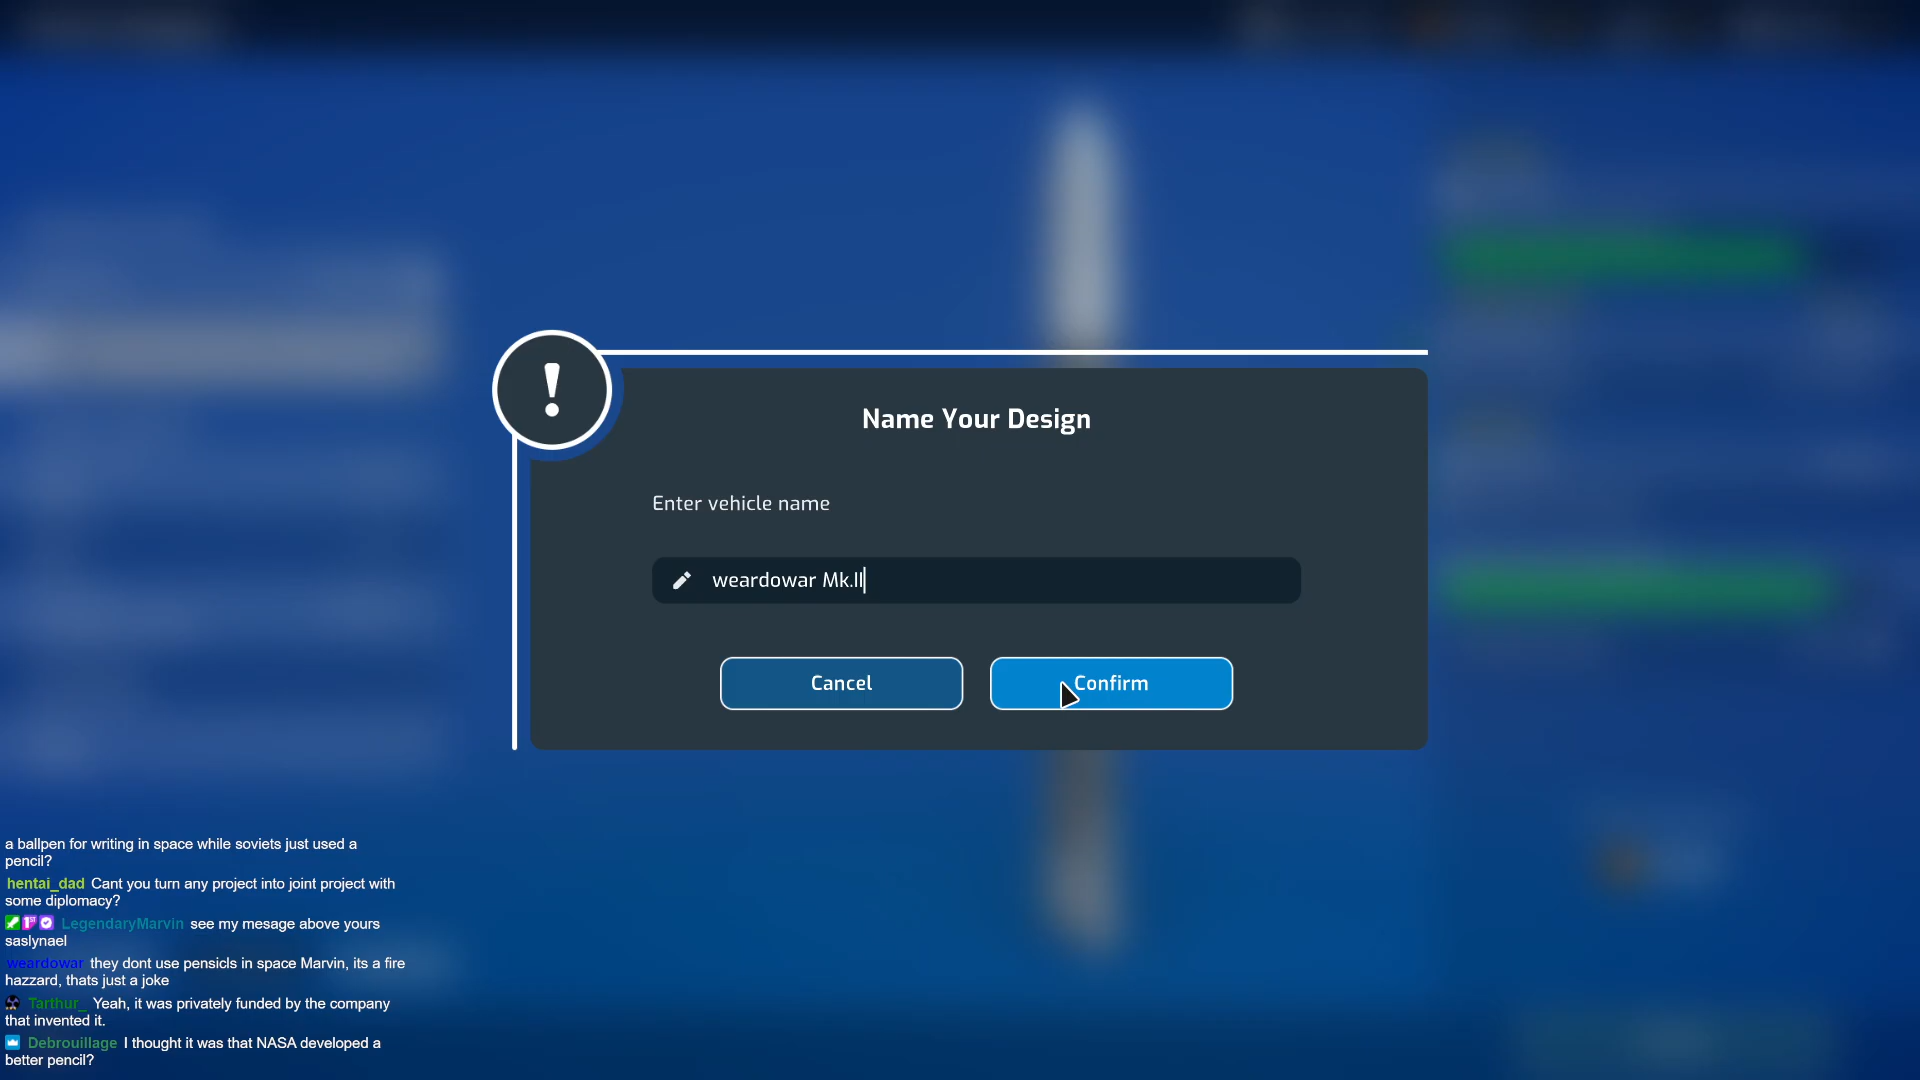 Name Your Design
Enter vehicle name
weardowar Mk.II
Cancel
Confirm
a ballpen for writing in space while soviets just used a
pencil?
hentai_dad Cant you turn any project into joint project with
some diplomacy?
LegendaryMarvin see my mesage above yours
saslynael
weardowar they dont use pensicls in space Marvin, its a fire
hazzard, thats just a joke
Tarthur_ Yeah, it was privately funded by the company
that invented it.
Debrouillage I thought it was that NASA developed a
better pencil?